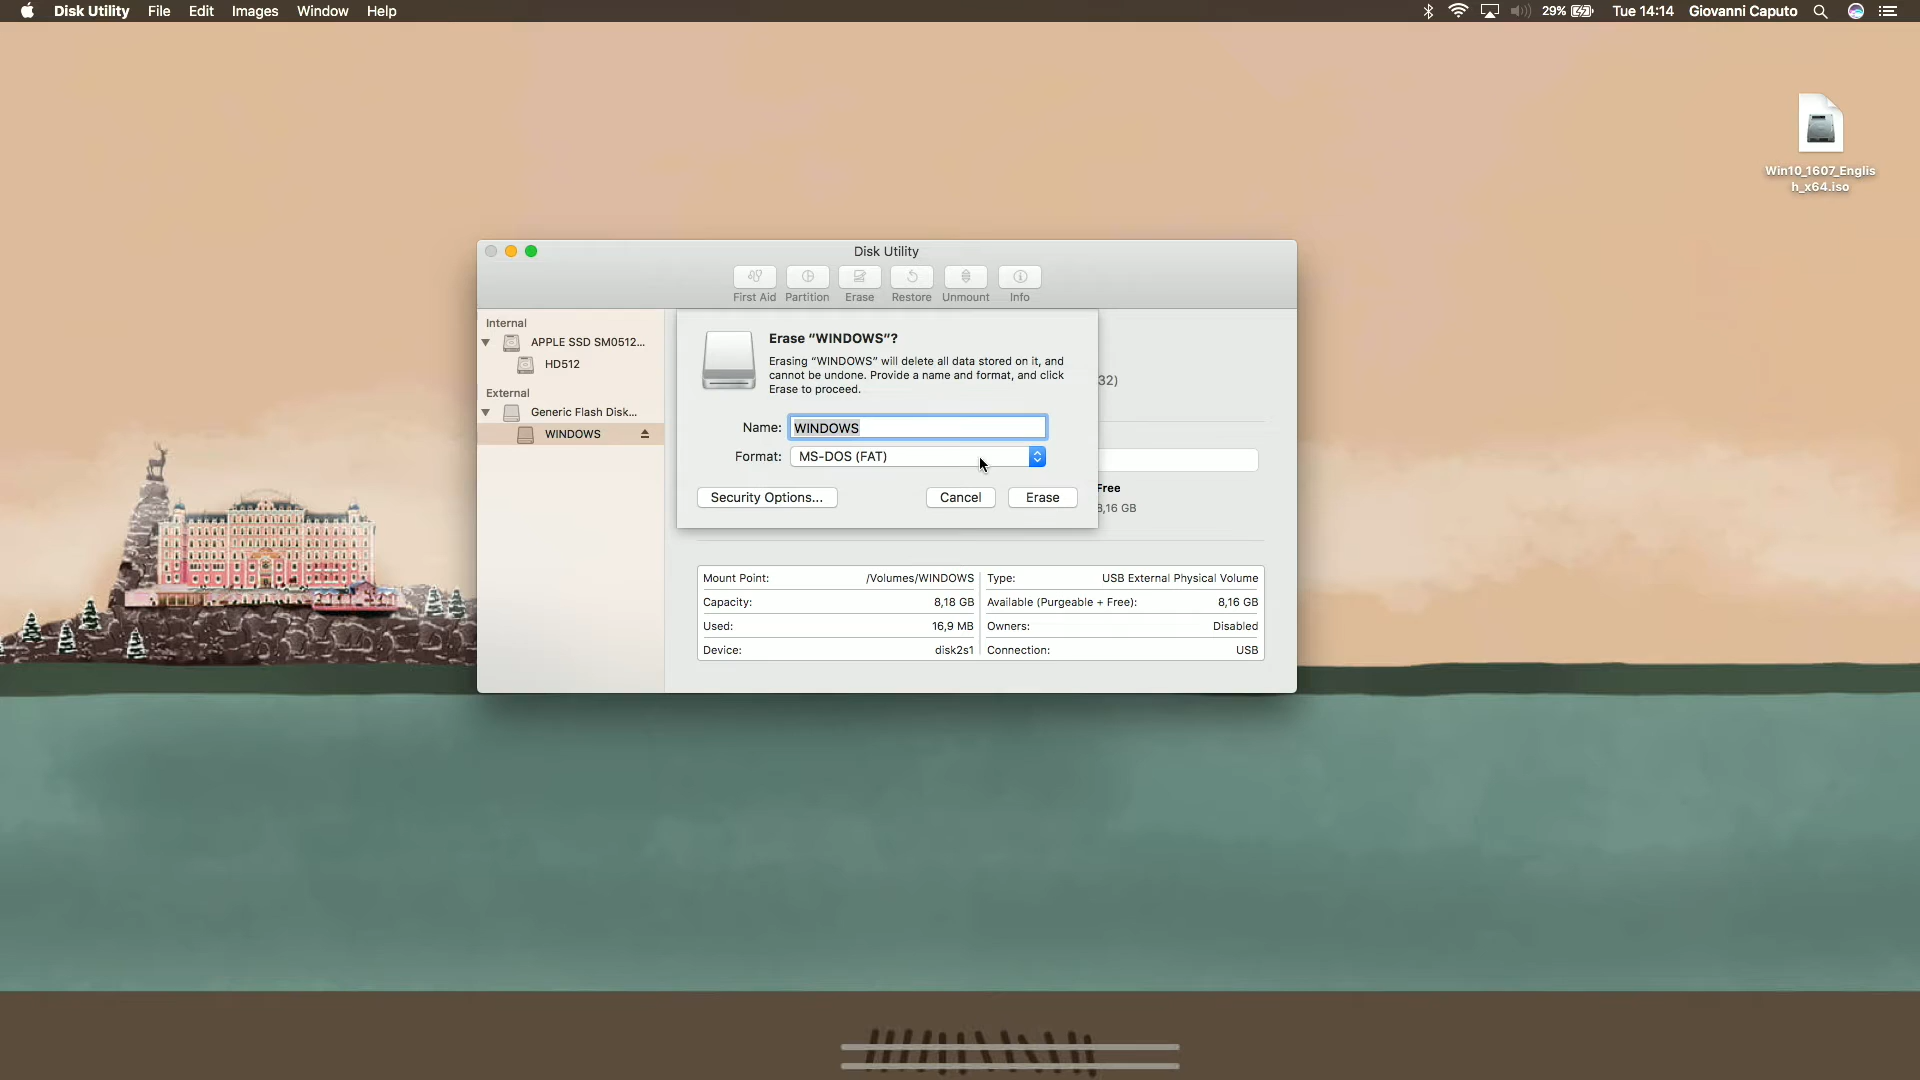 Disk Utility File Edit Images Window Help 29% Tue 14:14 Giovanni Caputo
Win10_1607_Englis
h_x64.iso
Disk Utility
First Aid Partition Erase Restore Unmount Info
Internal
APPLE SSD SM0512...
HD512
External
Generic Flash Disk...
WINDOWS
Erase “WINDOWS”?
Erasing “WINDOWS” will delete all data stored on it, and
cannot be undone. Provide a name and format, and click
Erase to proceed.
32)
Name: WINDOWS
Format: MS-DOS (FAT)
Security Options... Cancel Erase
Free
8,16 GB
Mount Point: /Volumes/WINDOWS Type: USB External Physical Volume
Capacity: 8,18 GB Available (Purgeable + Free): 8,16 GB
Used: 16,9 MB Owners: Disabled
Device: disk2s1 Connection: USB